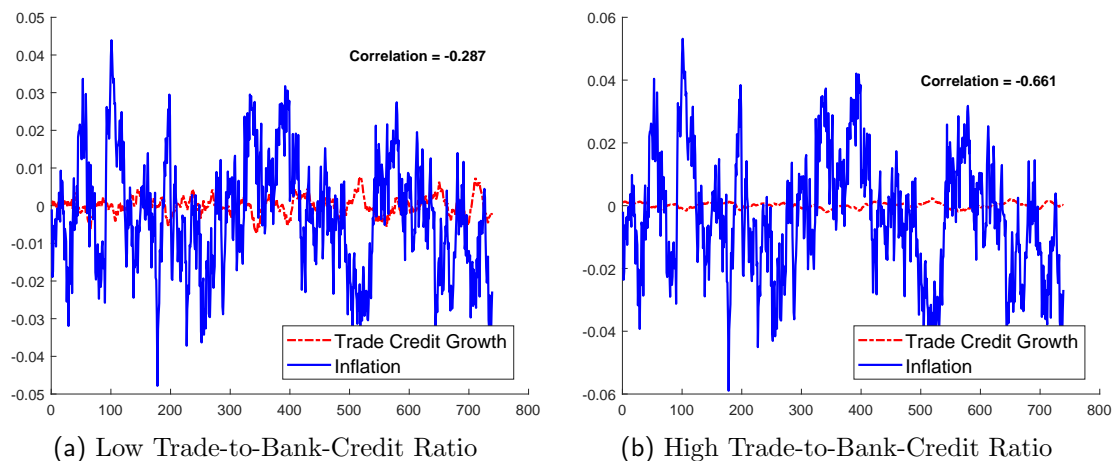 0.05
0.04
0.03
0.02
0.01
0
-0.01
-0.02
-0.03
-0.04
-0.05
0 100 200 300 400 500 600 700 800
Correlation = -0.287
Trade Credit Growth
Inflation
(a) Low Trade-to-Bank-Credit Ratio
0.06
0.04
0.02
0
-0.02
-0.04
-0.06
0 100 200 300 400 500 600 700 800
Correlation = -0.661
Trade Credit Growth
Inflation
(b) High Trade-to-Bank-Credit Ratio